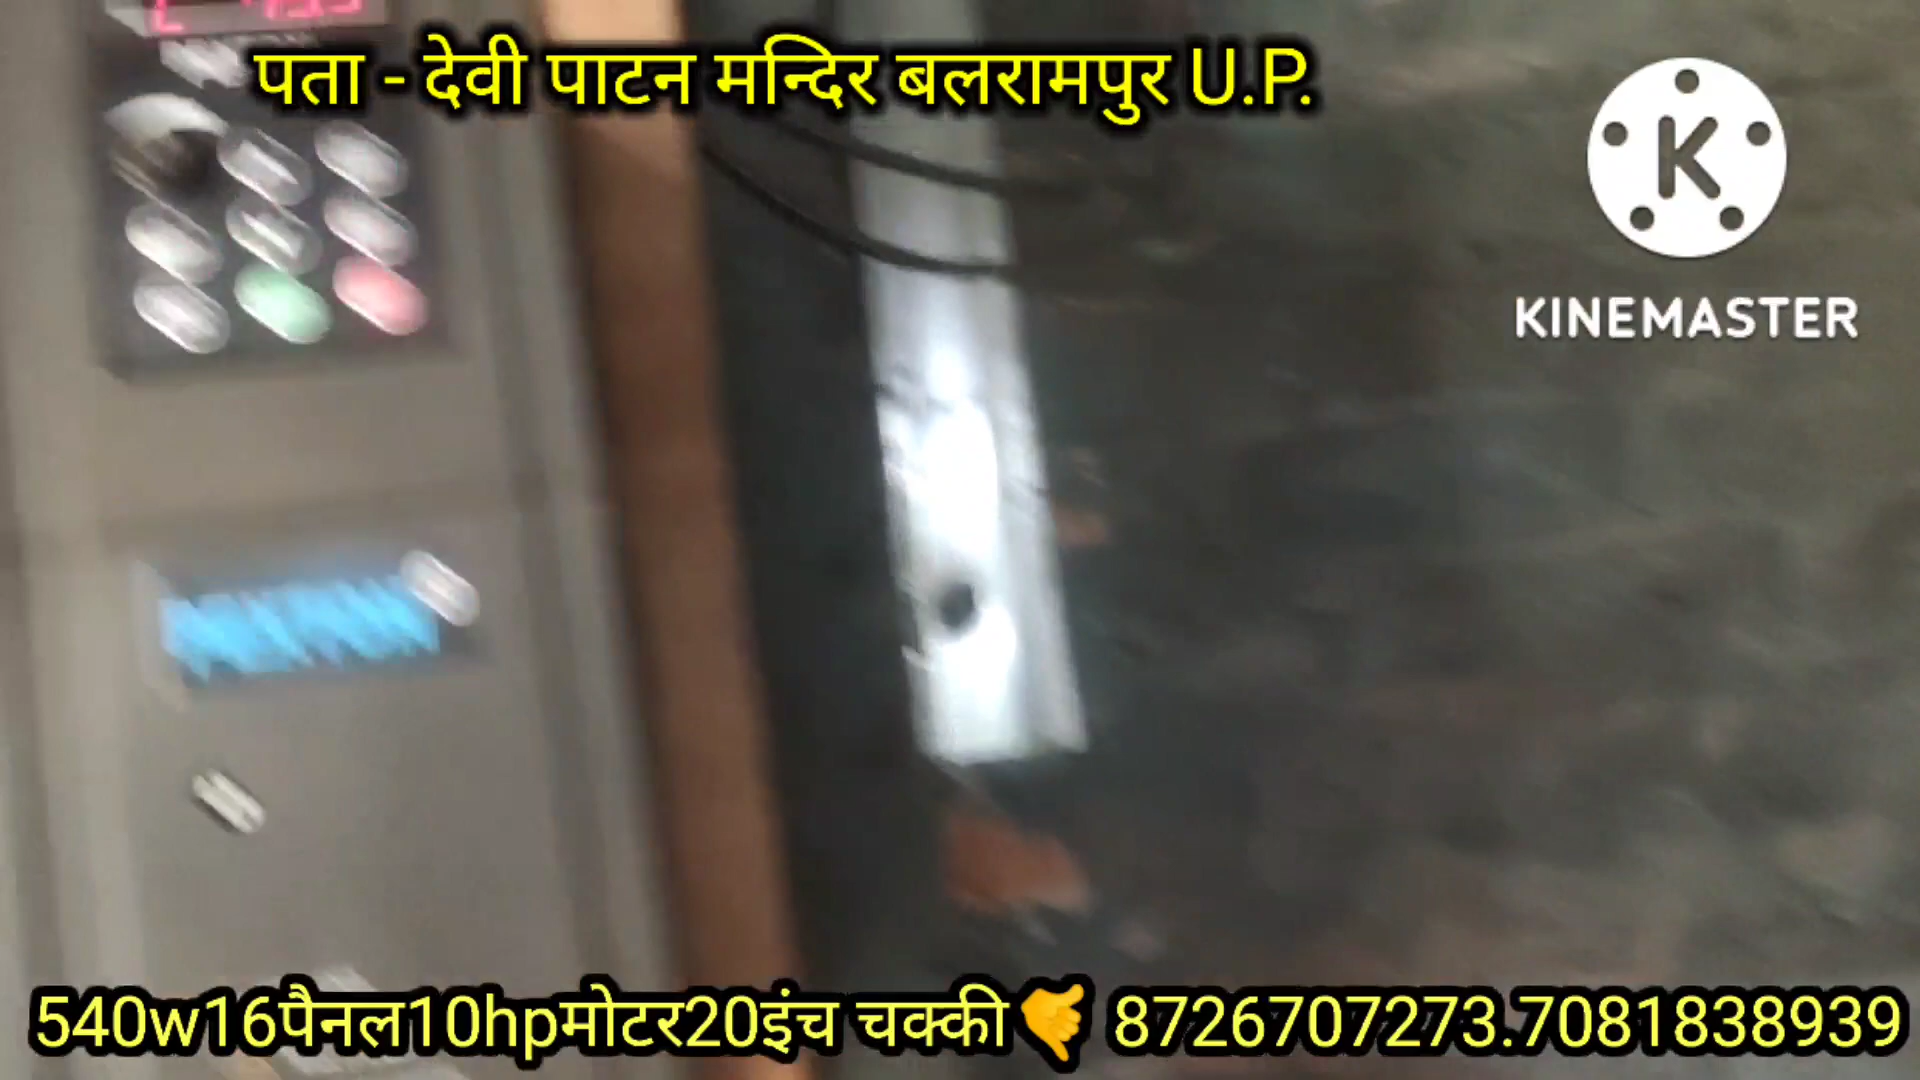 पता - देवी पाटन मन्दिर बलरामपुर U.P.
K
KINEMASTER
540w16पैनल10hpमोटर20इंच चक्की🤙 8726707273.7081838939